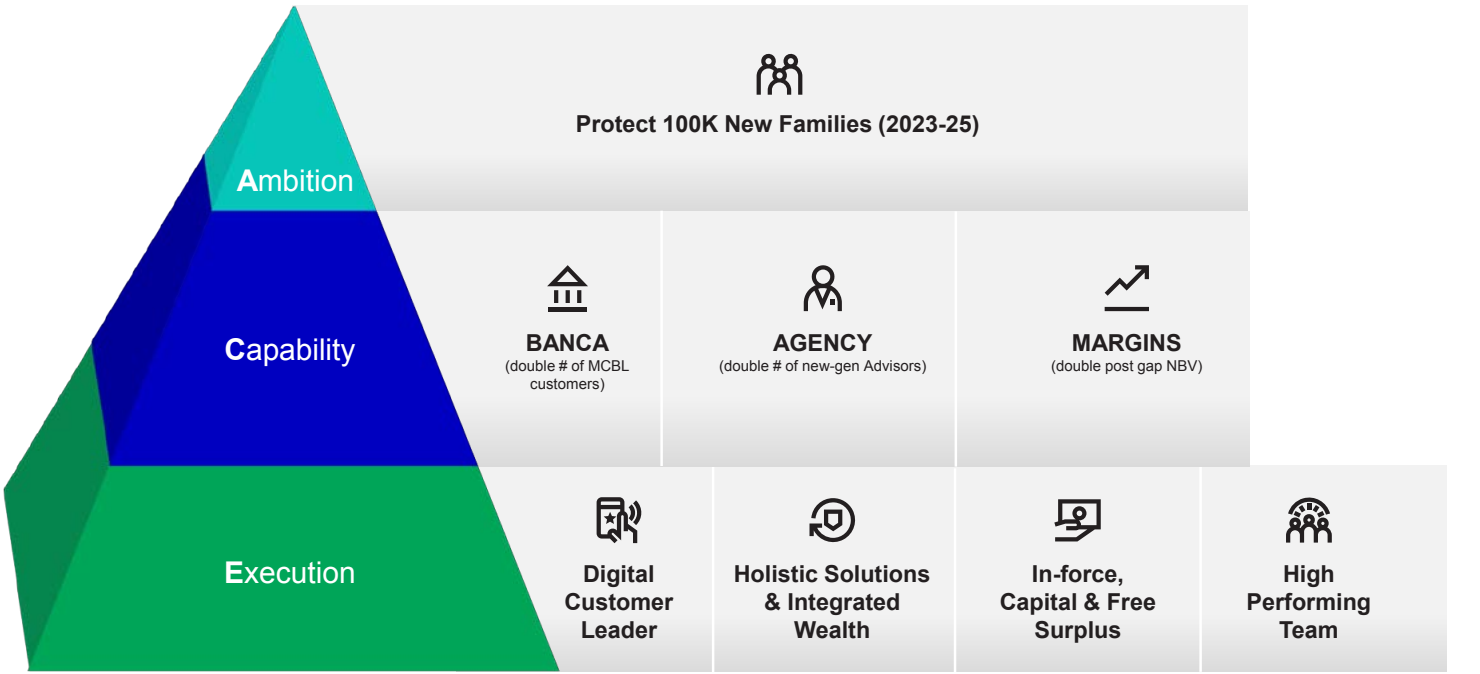 Protect 100K New Families (2023-25)
Ambition
Capability
BANCA
(double # of MCBL
customers)
AGENCY
(double # of new-gen Advisors)
MARGINS
(double post gap NBV)
Execution
Digital
Customer
Leader
Holistic Solutions
& Integrated
Wealth
In-force,
Capital & Free
Surplus
High
Performing
Team